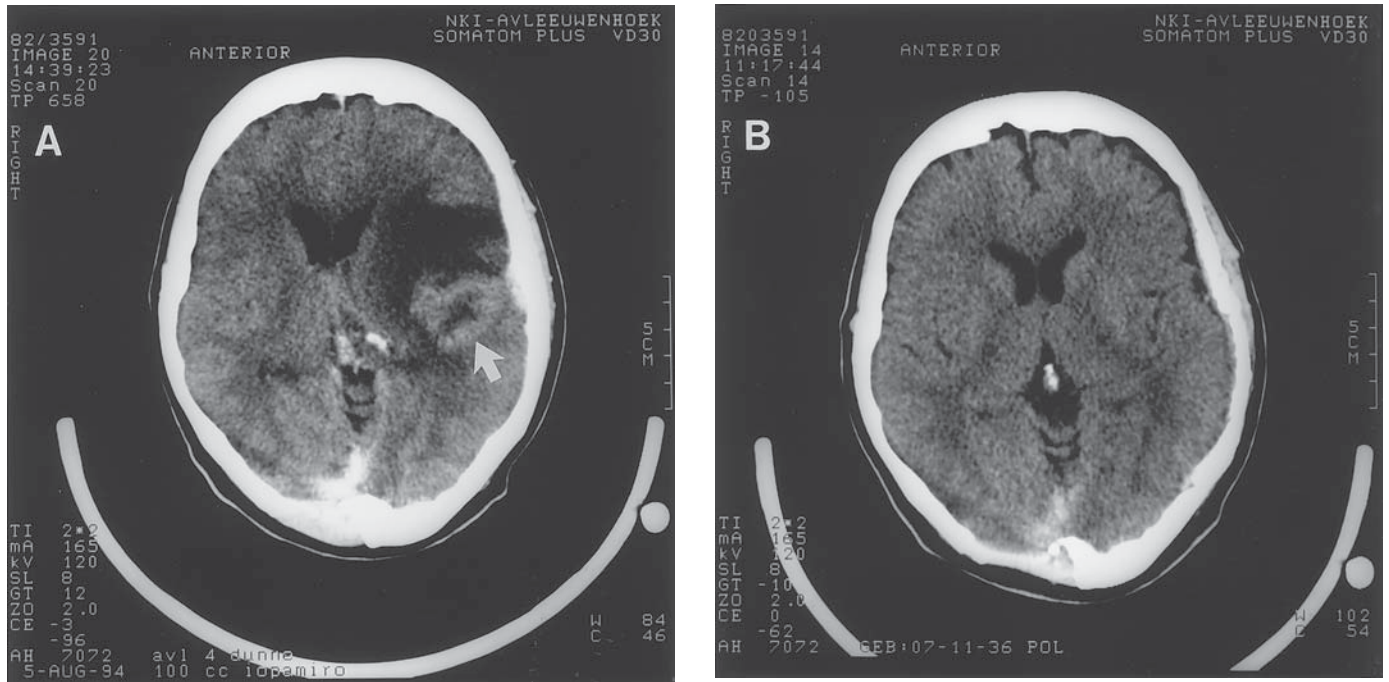 82/3591
IMAGE 20
14:39:23
Scan 20
TP 658
ANTERIOR
NKI-AVLEEUWENHOEK
SOMATOM PLUS VD30
RIGHT
A
5CM
TI 2*2
mA 165
kV 120
SL 8
GT 12
ZO 2.0
CE -3
-96
AH 7072 avl 4 dunne
5-AUG-94 100 cc iopamiro
W 84
C 46
8203591
IMAGE 14
11:17:44
Scan 14
TP -105
ANTERIOR
NKI-AVLEEUWENHOEK
SOMATOM PLUS VD30
RIGHT
B
5CM
TI 2*2
mA 165
kV 120
SL 8
GT -10
ZO 2.0
CE 0
-62
AH 7072 GEB:07-11-36 POL
W 102
C 54